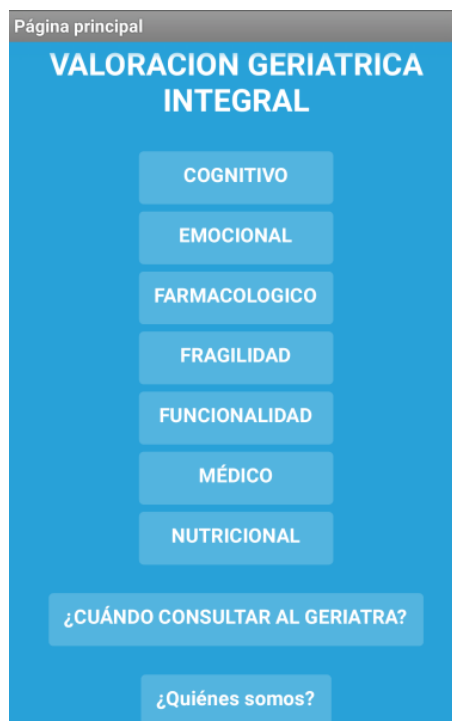 Página principal
VALORACION GERIATRICA
INTEGRAL
COGNITIVO
EMOCIONAL
FARMACOLOGICO
FRAGILIDAD
FUNCIONALIDAD
MÉDICO
NUTRICIONAL
¿CUÁNDO CONSULTAR AL GERIATRA?
¿Quiénes somos?